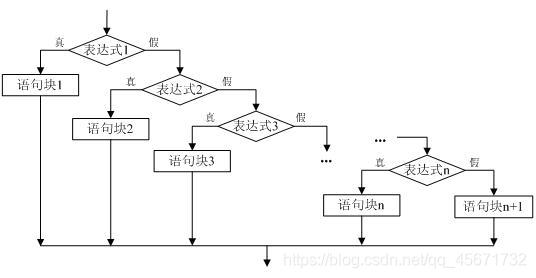 真 表达式1 假
语句块1 真 表达式2 假
语句块2 真 表达式3 假
语句块3 ... ...
真 表达式n 假
语句块n 语句块n+1
https://blog.csdn.net/qq_45671732